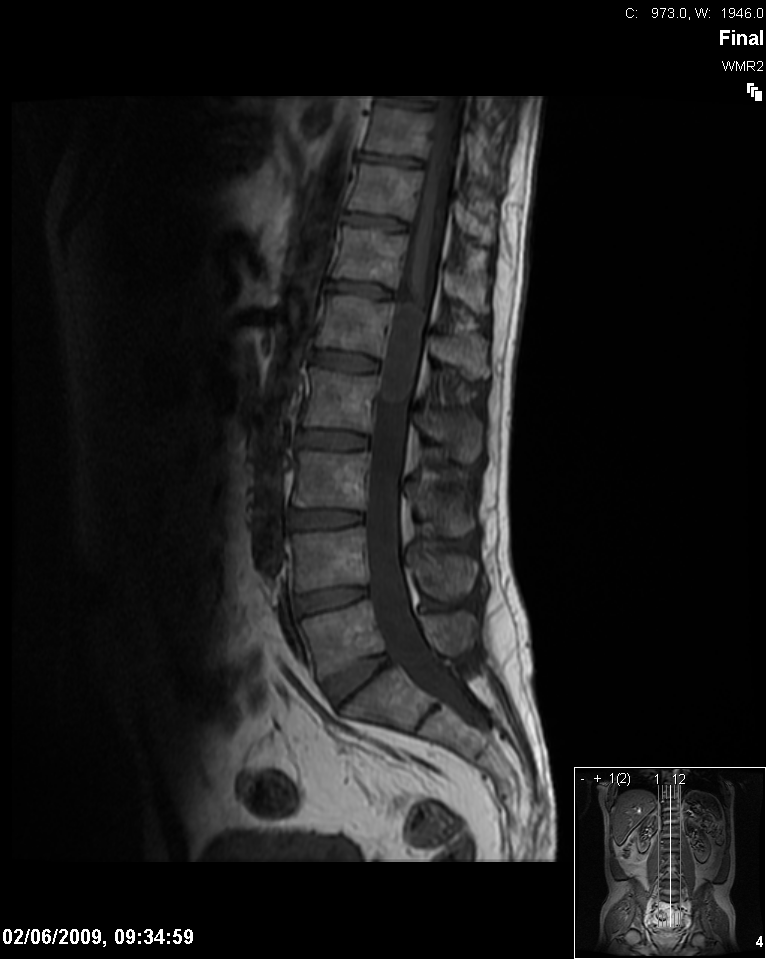 C: 973.0, W: 1946.0
Final
WMR2
- + 1(2) 1 12
4
02/06/2009, 09:34:59